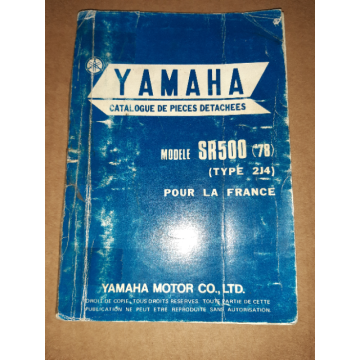 YAMAHA
CATALOGUE DE PIECES DETACHEES
MODELE SR500 ('78)
(TYPE 2J4)
POUR LA FRANCE
YAMAHA MOTOR CO., LTD.
DROIT DE COPIE, TOUS DROITS RESERVES. TOUTE PARTIE DE CETTE
PUBLICATION NE PEUT ETRE REPRODUITE SANS AUTORISATION.